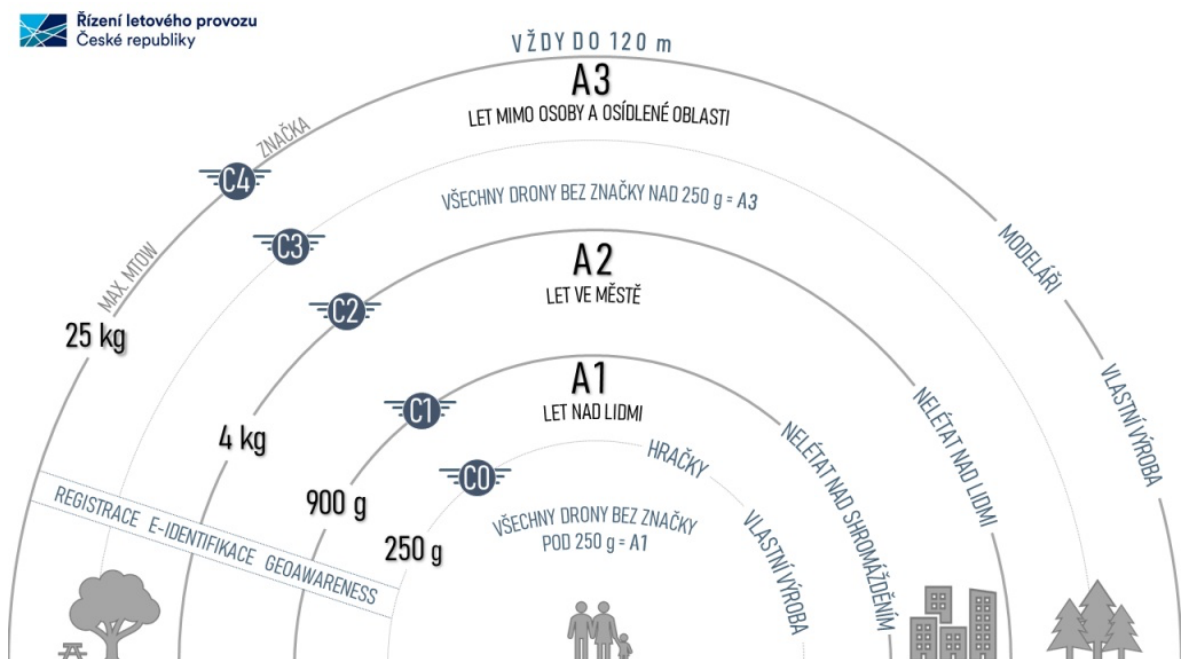 Řízení letového provozu
České republiky
VŽDY DO 120 m
A3
LET MIMO OSOBY A OSÍDLENÉ OBLASTI
ZNAČKA
C4
VŠECHNY DRONY BEZ ZNAČKY NAD 250 g = A3
C3
MODELÁŘI
MAX. MTOW
25 kg
A2
LET VE MĚSTĚ
C2
VLASTNÍ VÝROBA
A1
LET NAD LIDMI
C1
NELÉTAT NAD LIDMI
4 kg
NELÉTAT NAD SHROMÁŽDĚNÍM
HRAČKY
C0
900 g
250 g
VŠECHNY DRONY BEZ ZNAČKY
POD 250 g = A1
VLASTNÍ VÝROBA
REGISTRACE E-IDENTIFIKACE GEOAWARENESS